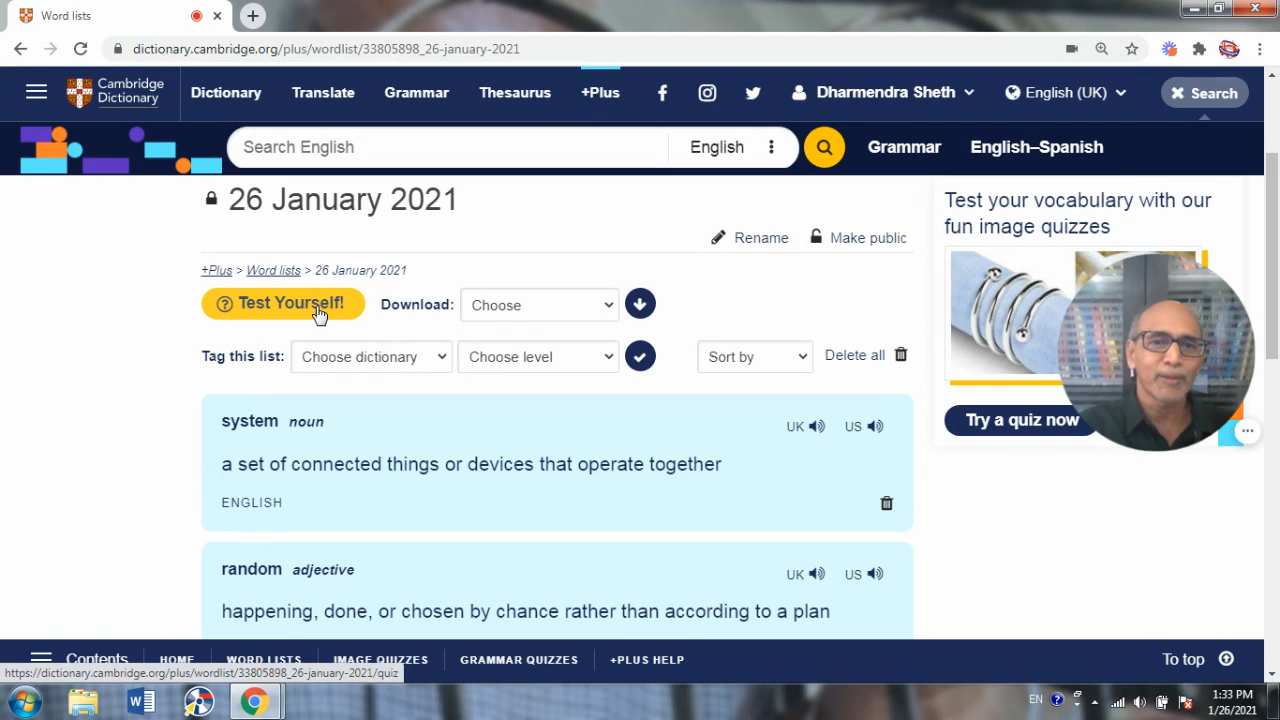 Word lists
dictionary.cambridge.org/plus/wordlist/33805898_26-january-2021
Cambridge
Dictionary
Dictionary
Translate
Grammar
Thesaurus
+Plus
Dharmendra Sheth
English (UK)
Search
Search English
English
Grammar
English–Spanish
26 January 2021
Rename
Make public
+Plus > Word lists > 26 January 2021
Test Yourself!
Download:
Choose
Tag this list:
Choose dictionary
Choose level
Sort by
Delete all
system noun
UK
US
a set of connected things or devices that operate together
ENGLISH
random adjective
UK
US
happening, done, or chosen by chance rather than according to a plan
Test your vocabulary with our
fun image quizzes
Try a quiz now
Contents
HOME
WORD LISTS
IMAGE QUIZZES
GRAMMAR QUIZZES
+PLUS HELP
To top
https://dictionary.cambridge.org/plus/wordlist/33805898_26-january-2021/quiz
EN
1:33 PM
1/26/2021